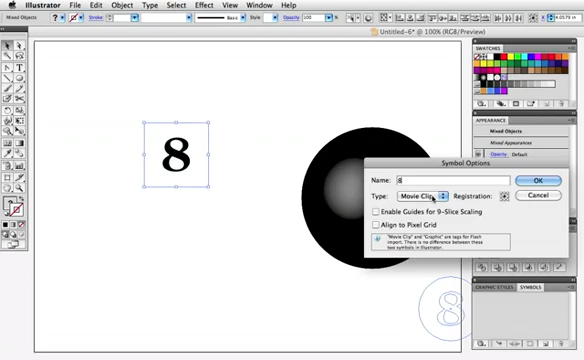 Illustrator File Edit Object Type Select Effect View Window Help
Mixed Objects
Stroke:
Basic
Style:
Opacity: 100
Untitled-6* @ 100% (RGB/Preview)
SWATCHES
APPEARANCE
Mixed Objects
Mixed Appearances
Opacity: Default
8
Symbol Options
Name: 8
OK
Type: Movie Clip
Registration:
Cancel
Enable Guides for 9-Slice Scaling
Align to Pixel Grid
"Movie Clip" and "Graphic" are tags for Flash
import. There is no difference between these
two symbols in Illustrator.
GRAPHIC STYLES SYMBOLS
8